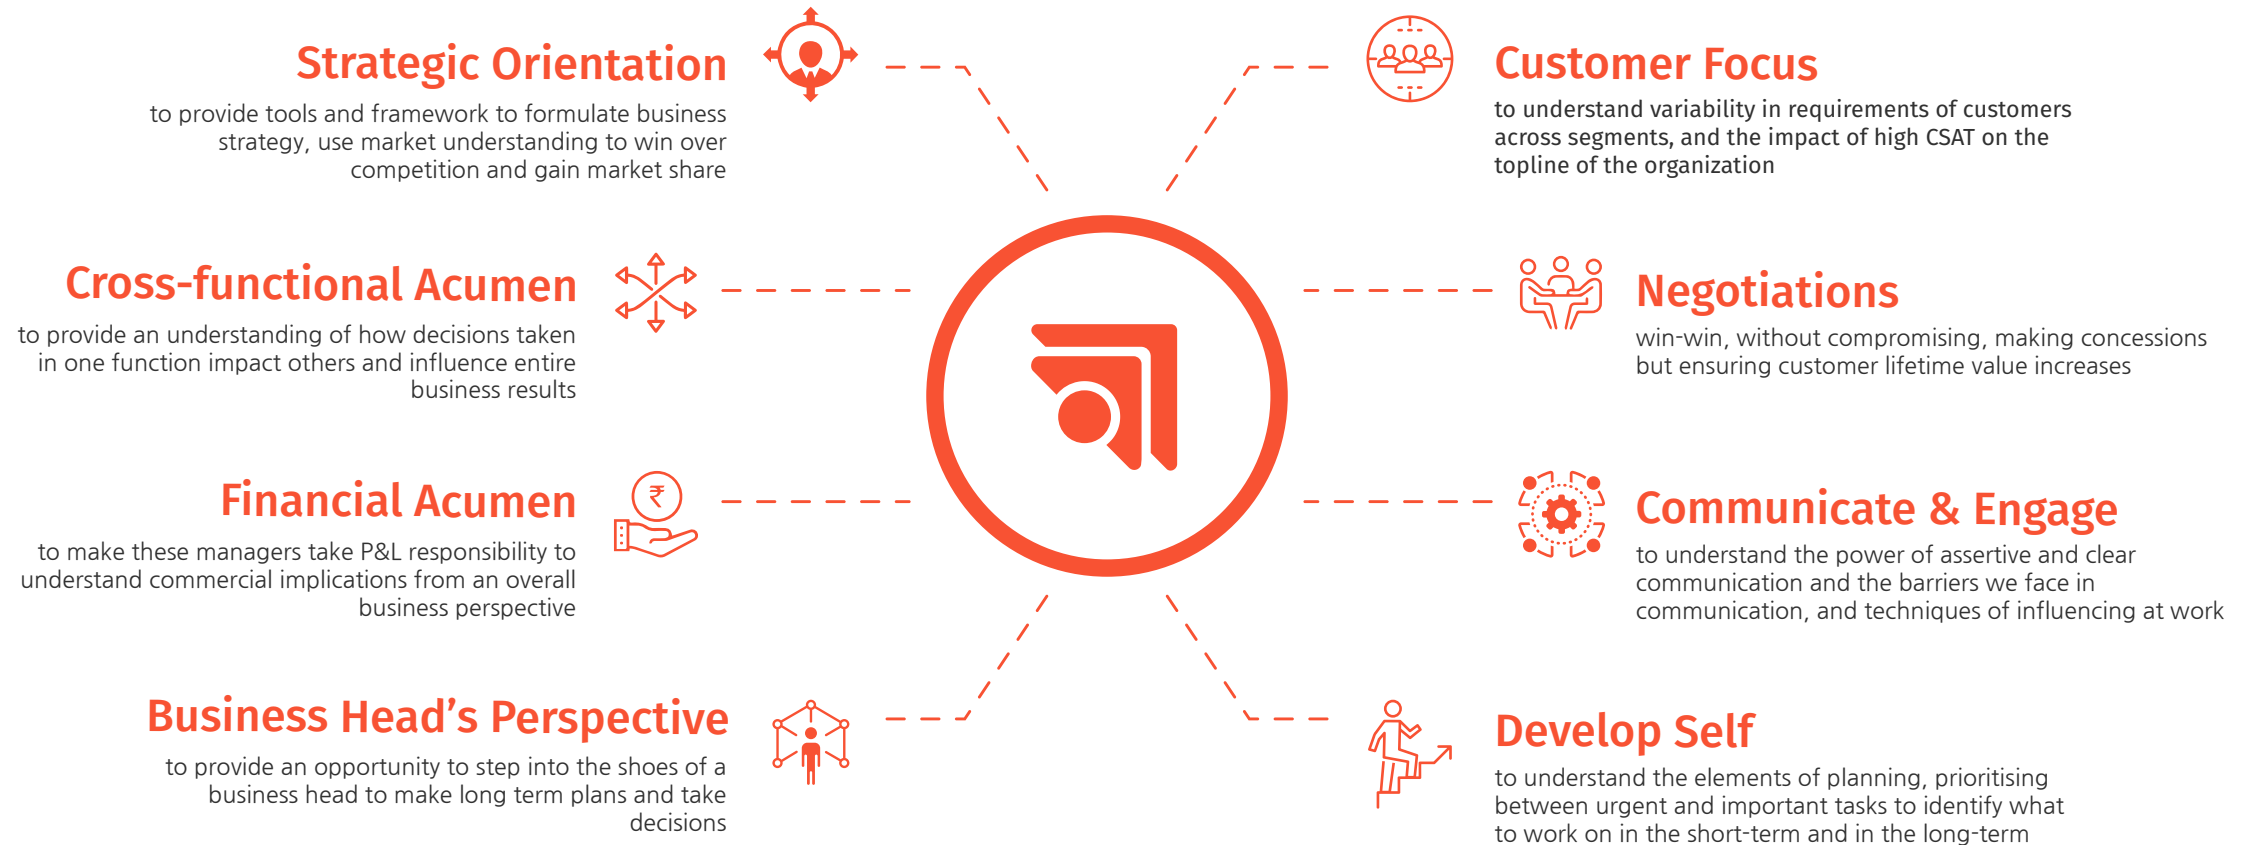 Strategic Orientation
to provide tools and framework to formulate business
strategy, use market understanding to win over
competition and gain market share
Cross-functional Acumen
to provide an understanding of how decisions taken
in one function impact others and influence entire
business results
Financial Acumen
to make these managers take P&L responsibility to
understand commercial implications from an overall
business perspective
Business Head’s Perspective
to provide an opportunity to step into the shoes of a
business head to make long term plans and take
decisions
Customer Focus
to understand variability in requirements of customers
across segments, and the impact of high CSAT on the
topline of the organization
Negotiations
win-win, without compromising, making concessions
but ensuring customer lifetime value increases
Communicate & Engage
to understand the power of assertive and clear
communication and the barriers we face in
communication, and techniques of influencing at work
Develop Self
to understand the elements of planning, prioritising
between urgent and important tasks to identify what
to work on in the short-term and in the long-term
₹